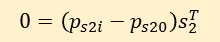 0 = (p_{s2i} − p_{s20})s_2^T